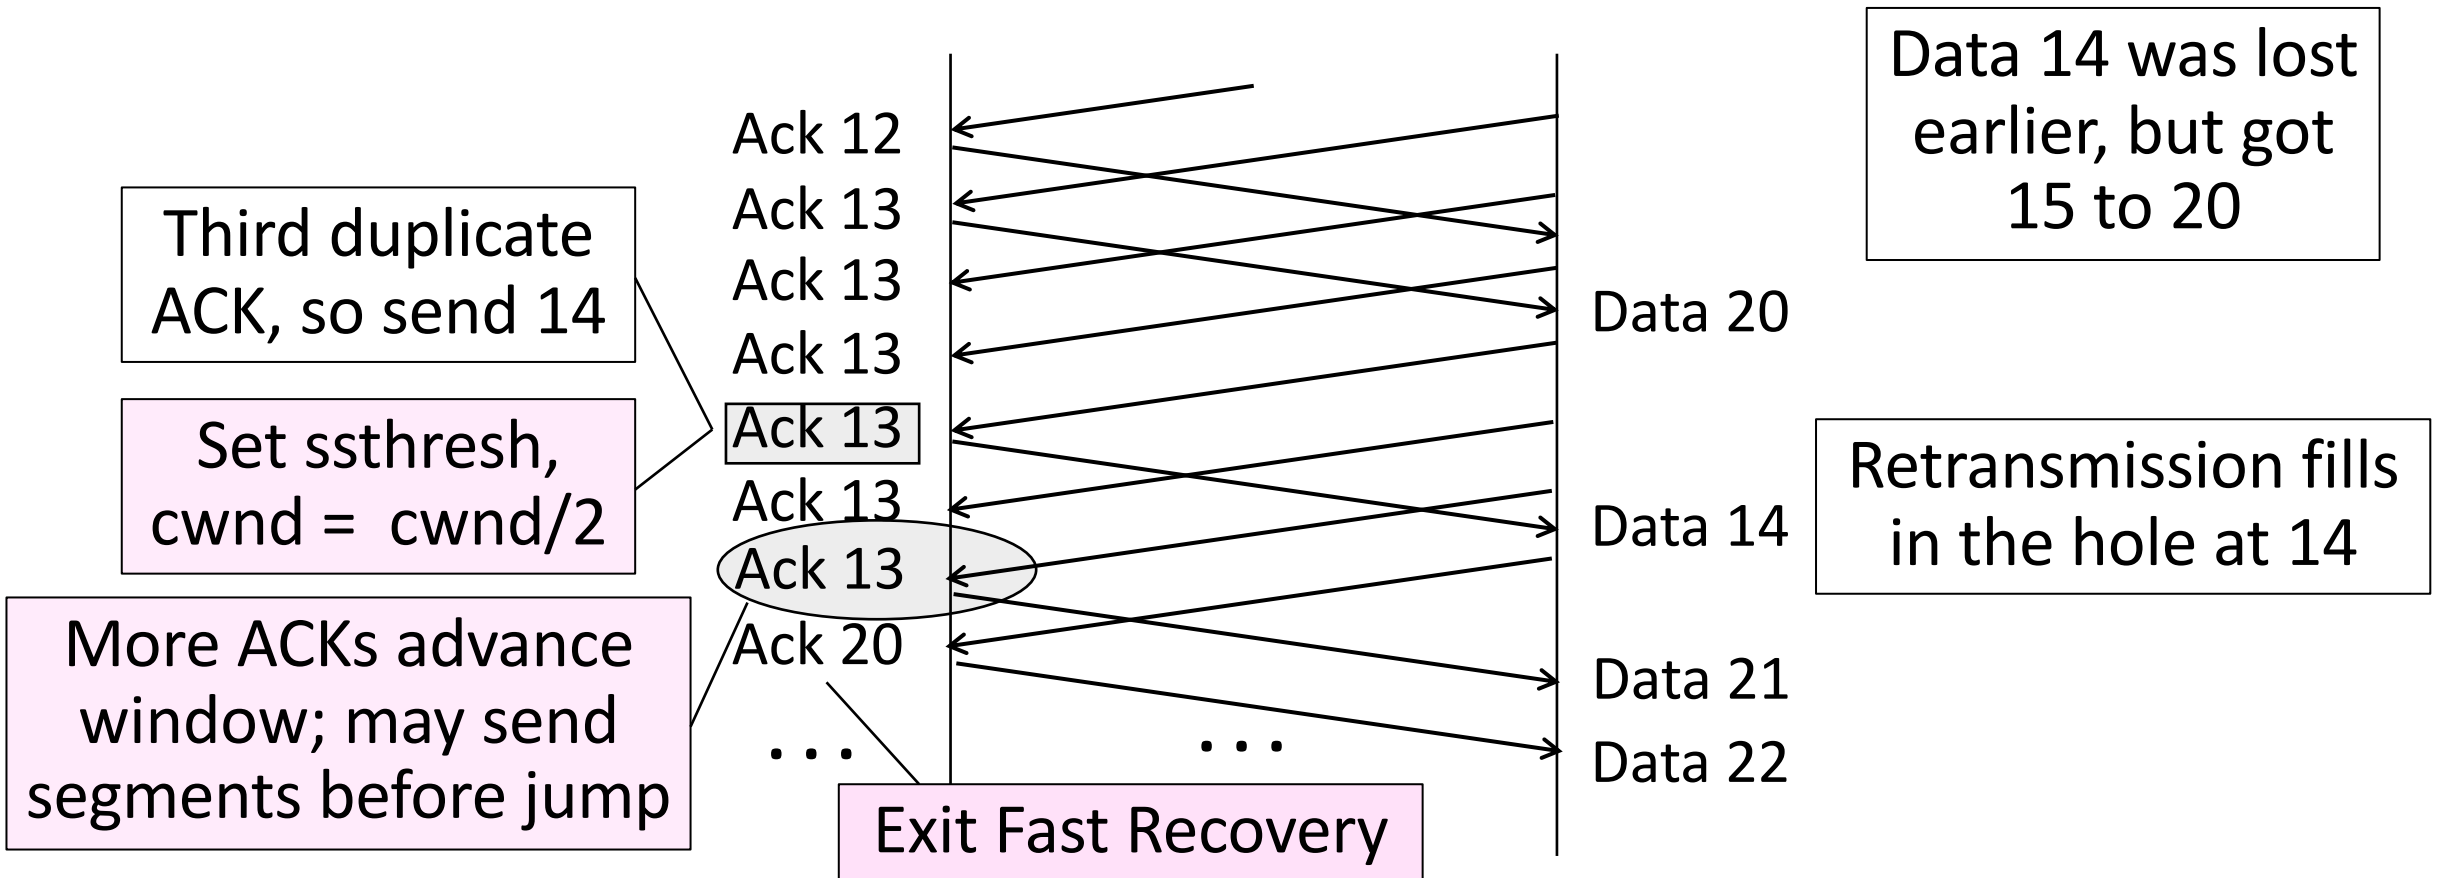 Data 14 was lost
earlier, but got
15 to 20
Third duplicate
ACK, so send 14
Set ssthresh,
cwnd = cwnd/2
More ACKs advance
window; may send
segments before jump
Ack 12
Ack 13
Ack 13
Ack 13
Ack 13
Ack 13
Ack 13
Ack 20
. . .
. . .
Exit Fast Recovery
Data 20
Data 14
Data 21
Data 22
Retransmission fills
in the hole at 14